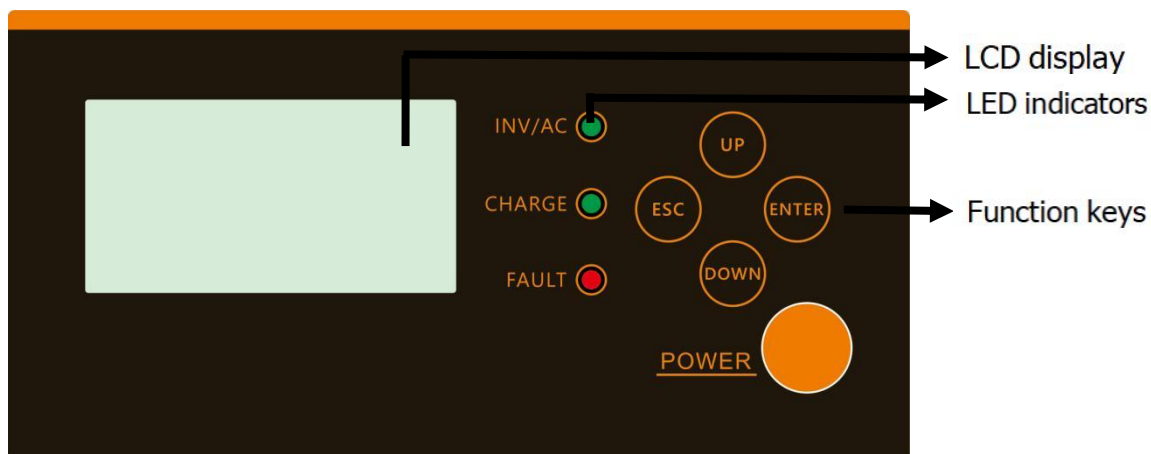 LCD display
LED indicators
INV/AC
UP
CHARGE
ESC
ENTER
Function keys
FAULT
DOWN
POWER